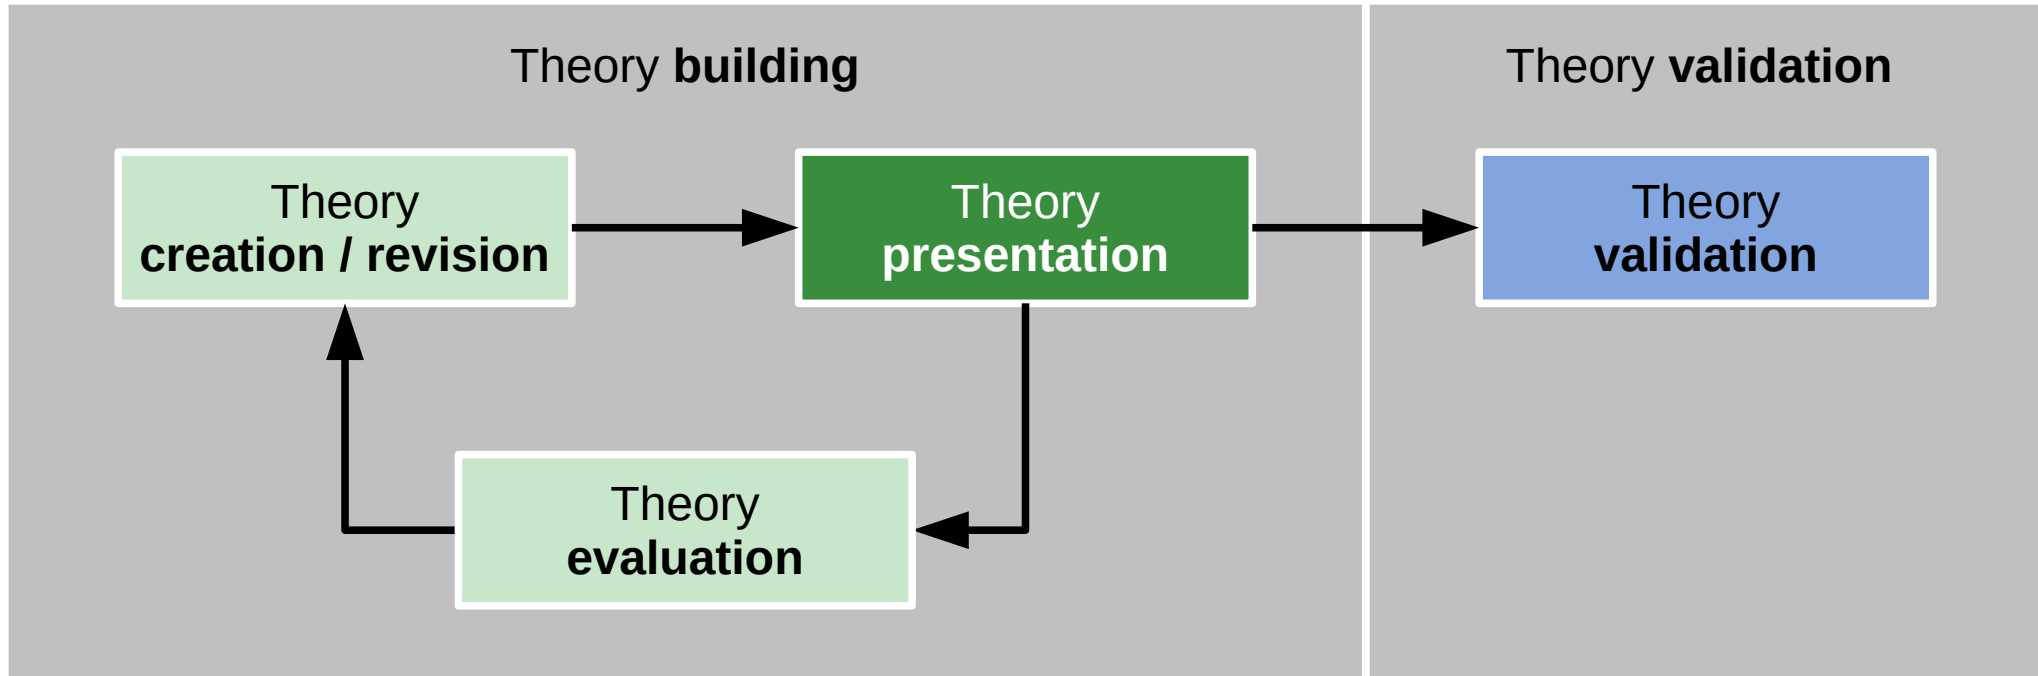 Theory building
Theory validation
Theory
creation / revision
Theory
presentation
Theory
validation
Theory
evaluation